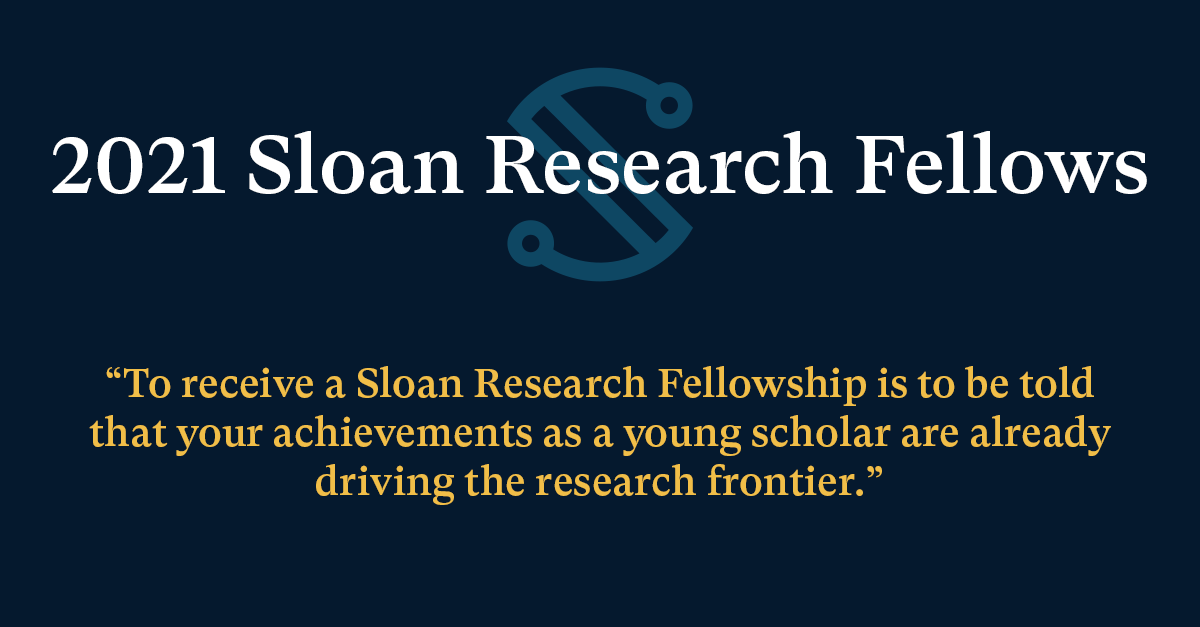 2021 Sloan Research Fellows
“To receive a Sloan Research Fellowship is to be told
that your achievements as a young scholar are already
driving the research frontier.”